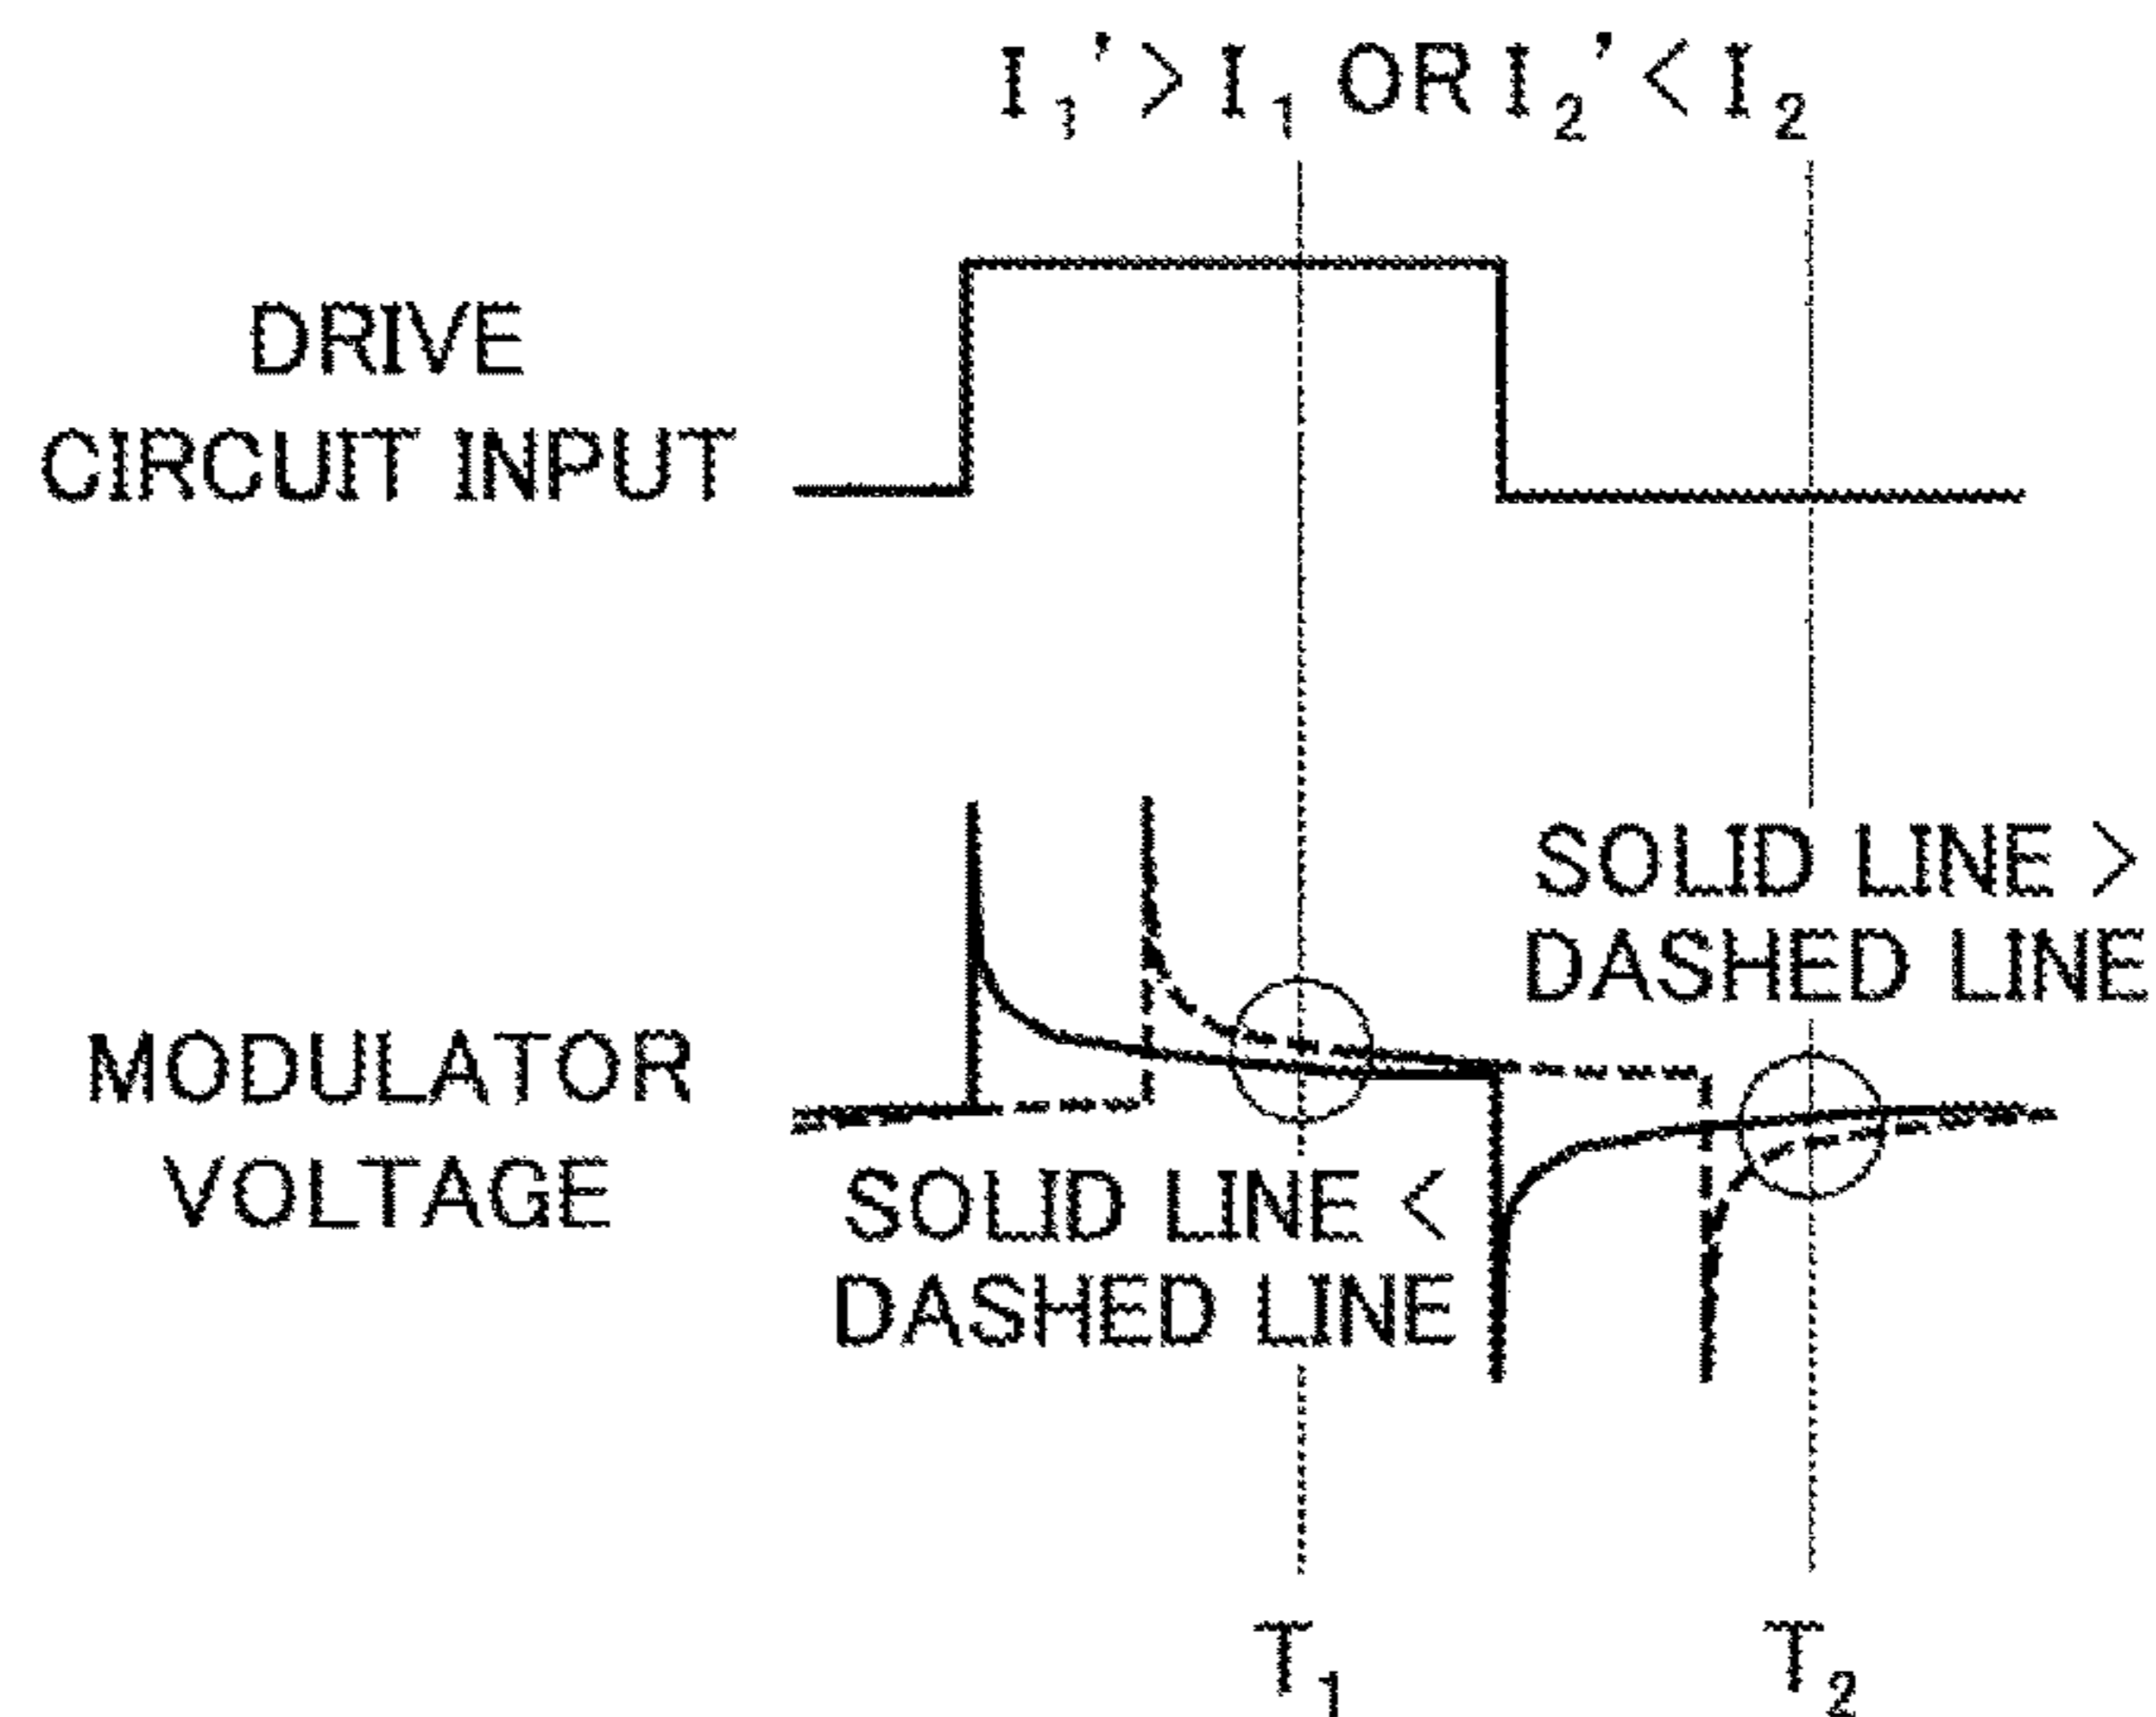 I₁'>I₁ OR I₂'<I₂
DRIVE
CIRCUIT INPUT
SOLID LINE >
DASHED LINE
MODULATOR
VOLTAGE
SOLID LINE <
DASHED LINE
T₁
T₂